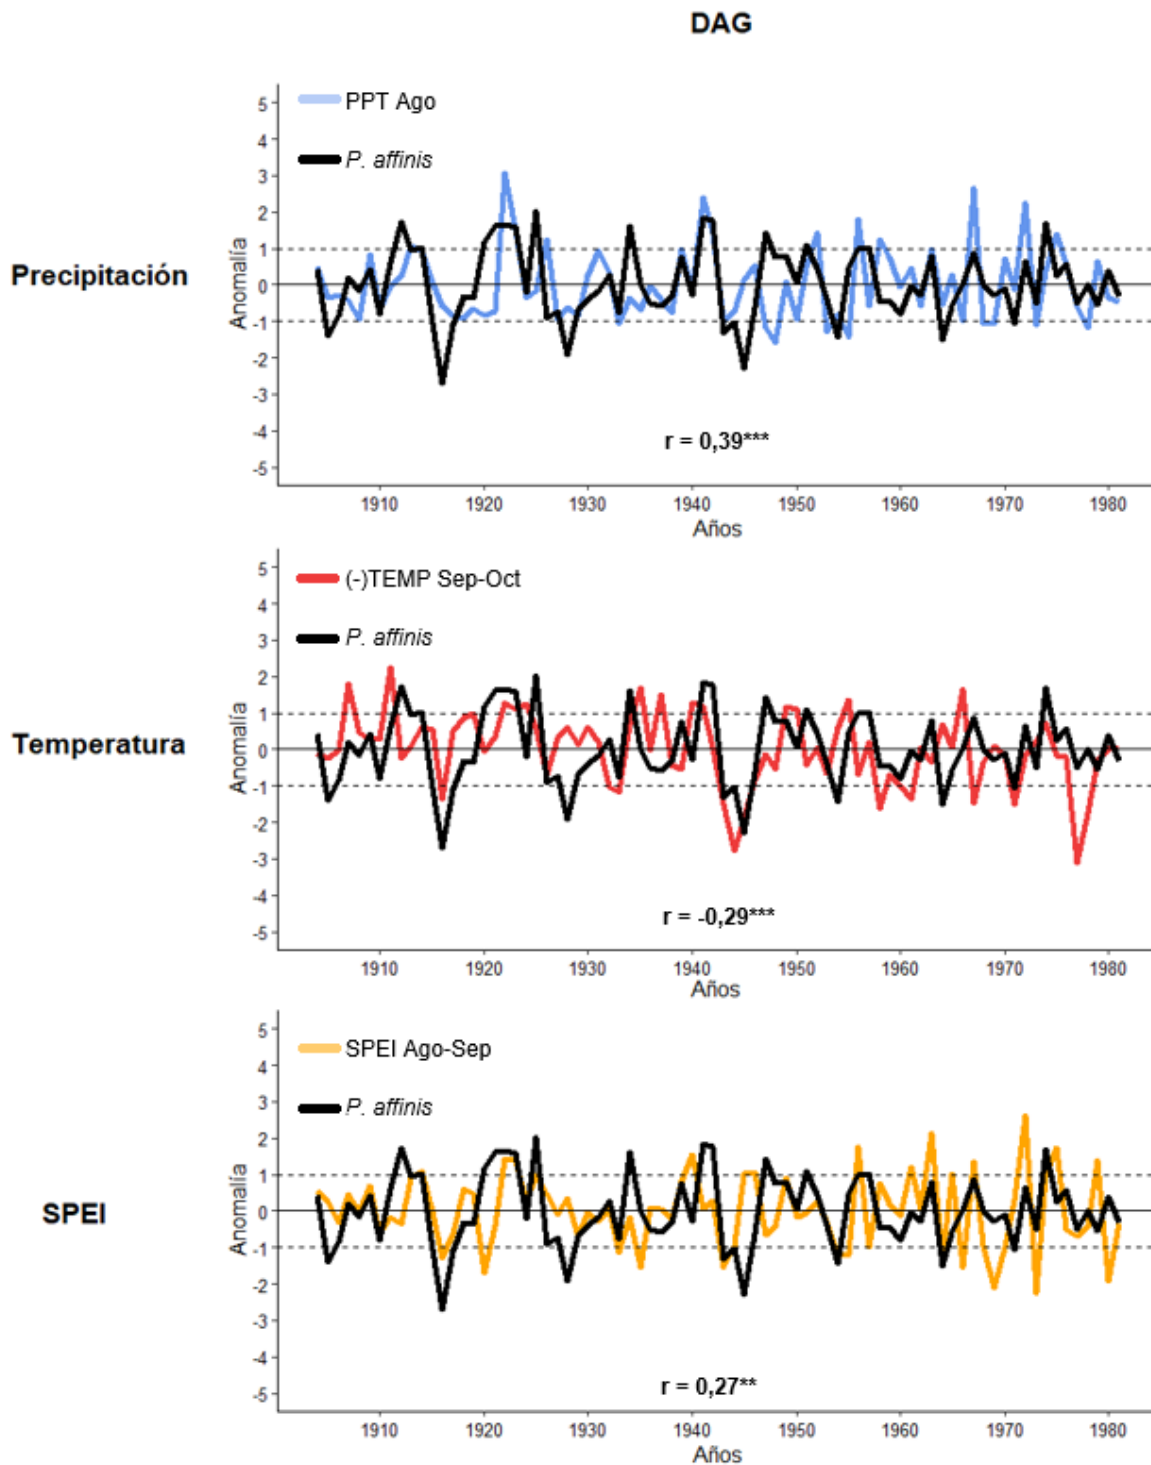 DAG
Precipitación
PPT Ago
P. affinis
Anomalía
5
4
3
2
1
0
-1
-2
-3
-4
-5
r = 0,39***
1910 1920 1930 1940 1950 1960 1970 1980
Años
Temperatura
(-)TEMP Sep-Oct
P. affinis
Anomalía
5
4
3
2
1
0
-1
-2
-3
-4
-5
r = -0,29***
1910 1920 1930 1940 1950 1960 1970 1980
Años
SPEI
SPEI Ago-Sep
P. affinis
Anomalía
5
4
3
2
1
0
-1
-2
-3
-4
-5
r = 0,27**
1910 1920 1930 1940 1950 1960 1970 1980
Años